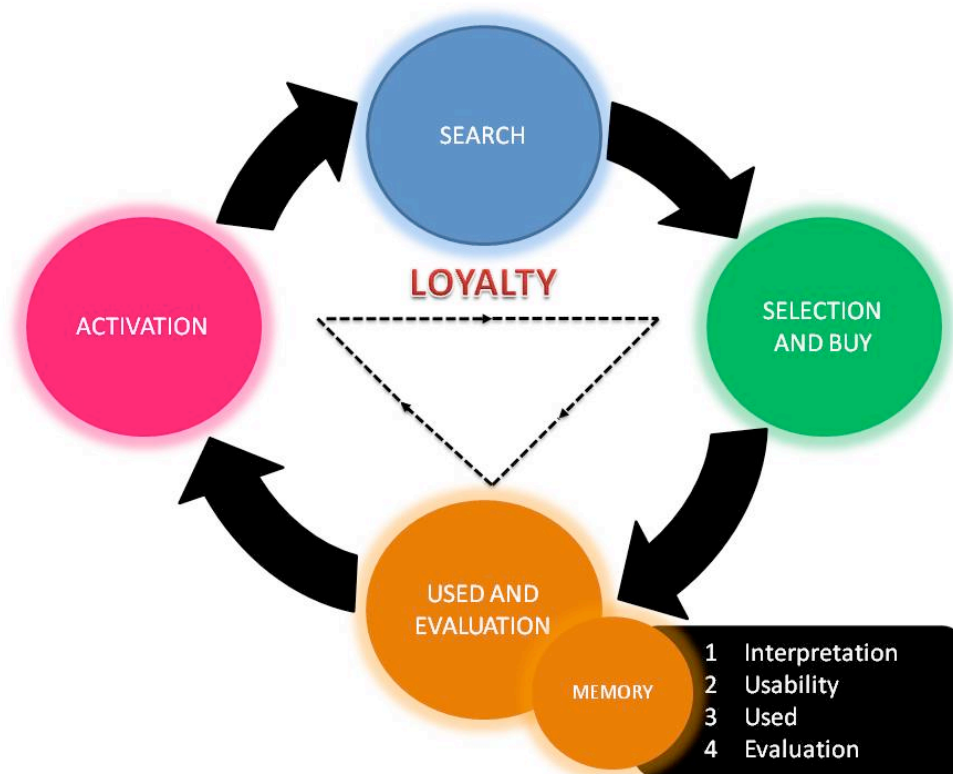 SEARCH
LOYALTY
ACTIVATION
SELECTION
AND BUY
USED AND
EVALUATION
MEMORY
1 Interpretation
2 Usability
3 Used
4 Evaluation